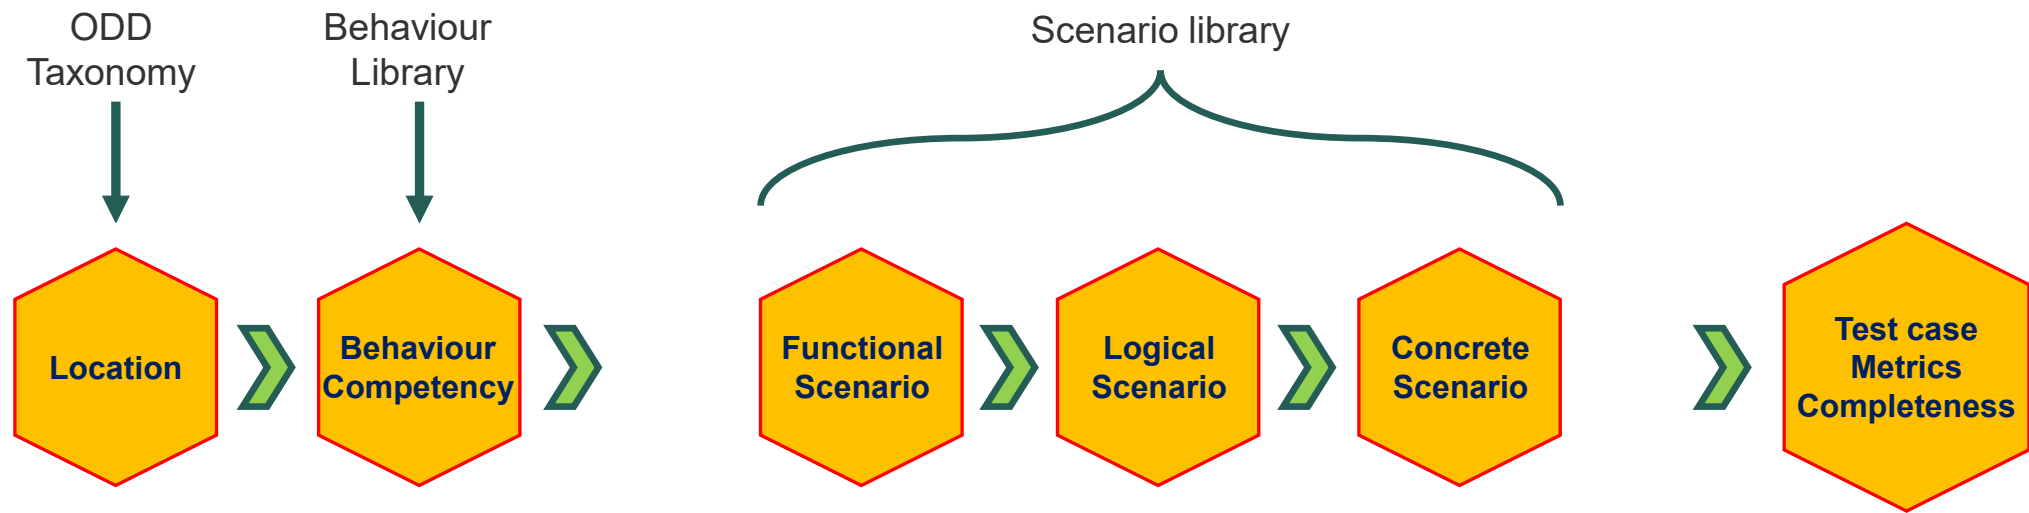 ODD
Taxonomy
Behaviour
Library
Scenario library
Location
Behaviour
Competency
Functional
Scenario
Logical
Scenario
Concrete
Scenario
Test case
Metrics
Completeness